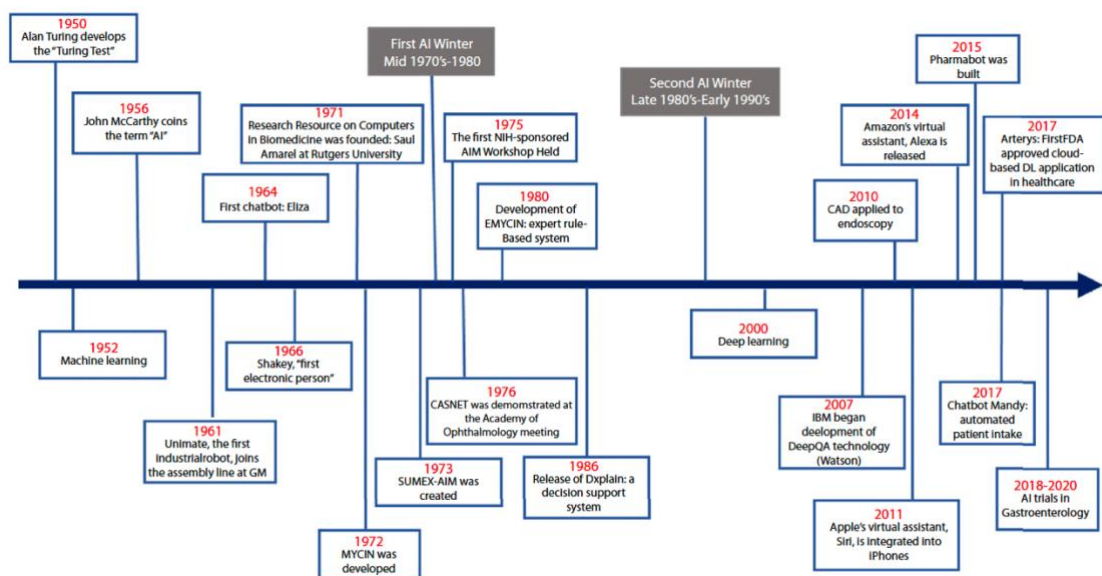 1950
Alan Turing develops
the “Turing Test”
1956
John McCarthy coins
the term “AI”
1964
First chatbot: Eliza
1971
Research Resource on Computers
in Biomedicine was founded: Saul
Amarel at Rutgers University
First AI Winter
Mid 1970’s-1980
1975
The first NIH-sponsored
AIM Workshop Held
1980
Development of
EMYCIN: expert rule-
Based system
Second AI Winter
Late 1980’s-Early 1990’s
2010
CAD applied to
endoscopy
2014
Amazon’s virtual
assistant, Alexa is
released
2015
Pharmabot was
built
2017
Arterys: FirstFDA
approved cloud-
based DL application
in healthcare
1952
Machine learning
1961
Unimate, the first
industrialrobot, joins
the assembly line at GM
1966
Shakey, “first
electronic person”
1972
MYCIN was
developed
1973
SUMEX-AIM was
created
1976
CASNET was demomstrated at
the Academy of
Ophthalmology meeting
1986
Release of Dxplain: a
decision support
system
2000
Deep learning
2007
IBM began
deelopment of
DeepQA technology
(Watson)
2011
Apple’s virtual assistant,
Siri, is integrated into
iPhones
2017
Chatbot Mandy:
automated
patient intake
2018-2020
AI trials in
Gastroenterology